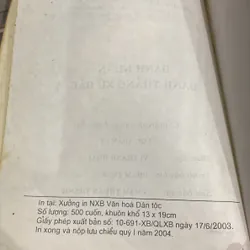 In tại: Xưởng in NXB Văn hoá Dân tộc
Số lượng: 500 cuốn, khuôn khổ 13 x 19cm
Giấy phép xuất bản số: 10-691-XB/QLXB ngày 17/6/2003.
In xong và nộp lưu chiểu quý I năm 2004.